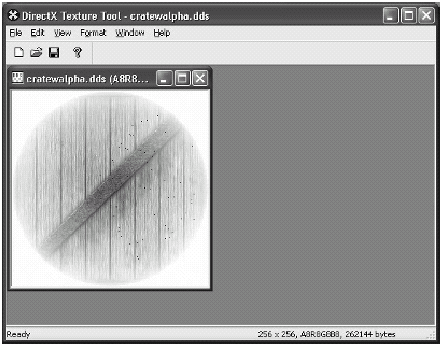 DirectX Texture Tool - cratewalpha.dds
File Edit View Format Window Help
cratewalpha.dds (A8R8...
Ready 256 x 256, A8R8G8B8, 262144 bytes